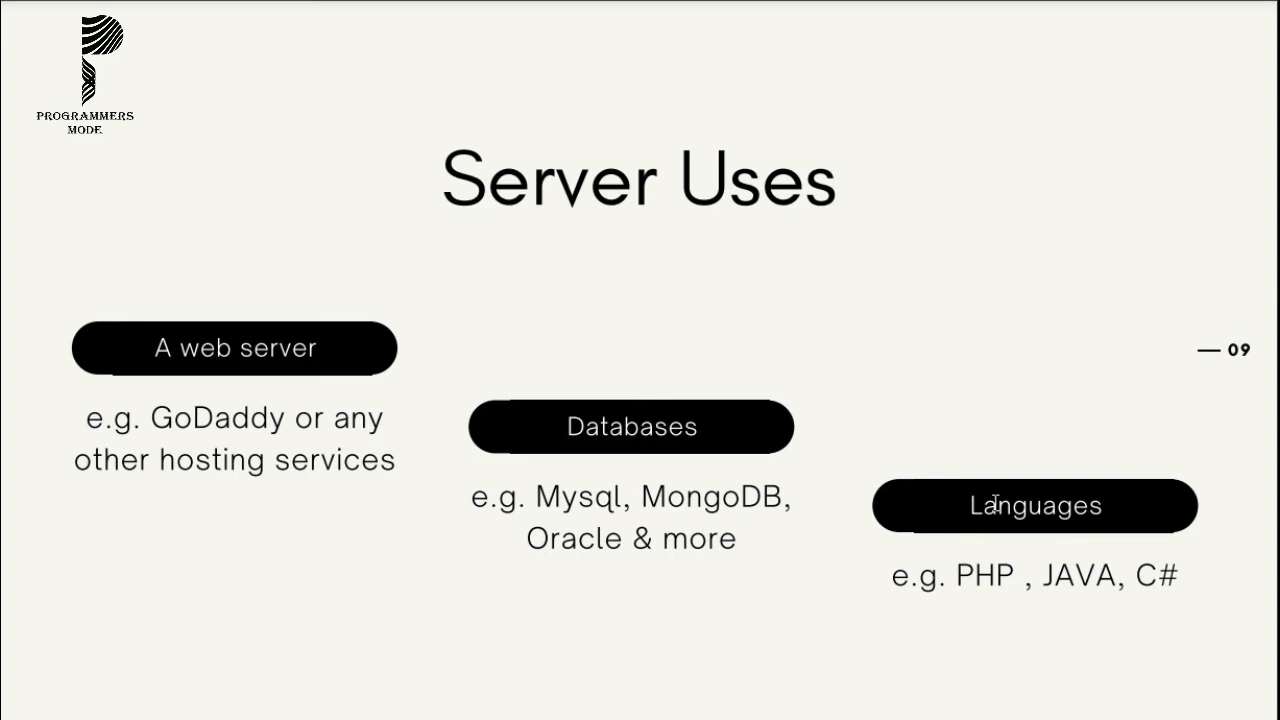 PROGRAMMERS
MODE
Server Uses
A web server
e.g. GoDaddy or any
other hosting services
09
Databases
e.g. Mysql, MongoDB,
Oracle & more
Languages
e.g. PHP , JAVA, C#